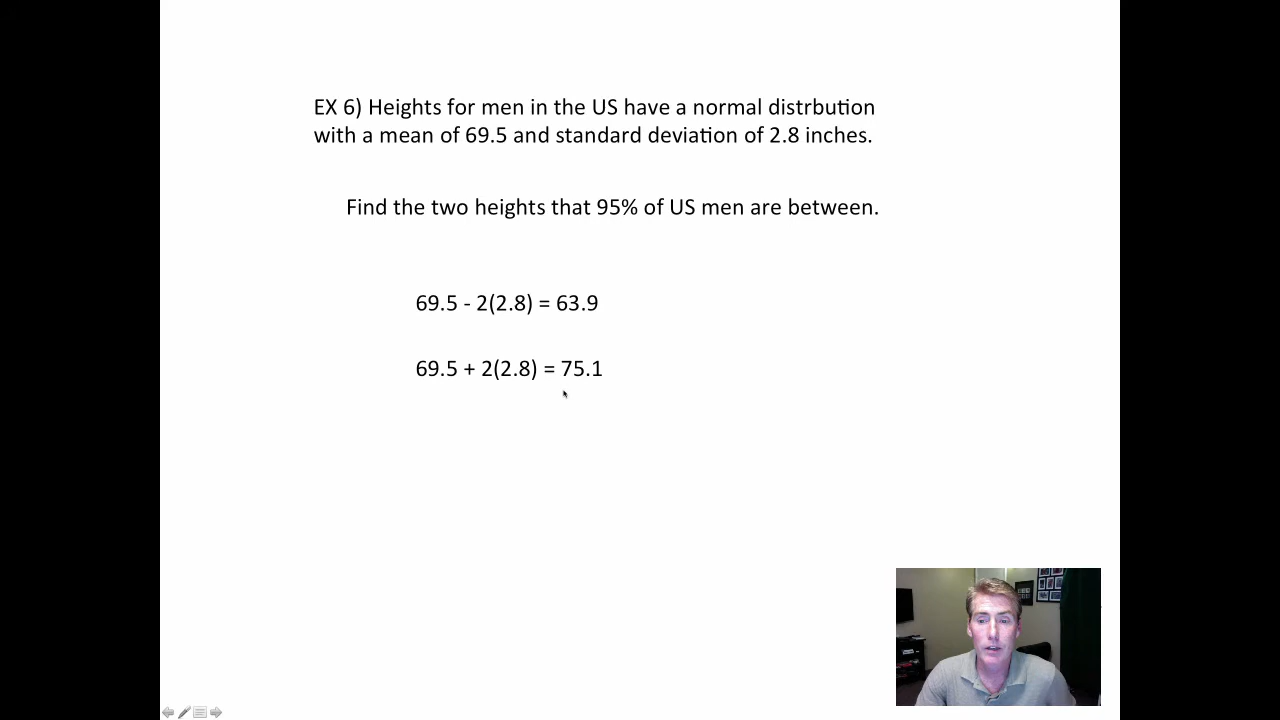 EX 6) Heights for men in the US have a normal distrbution
with a mean of 69.5 and standard deviation of 2.8 inches.
Find the two heights that 95% of US men are between.
69.5 - 2(2.8) = 63.9
69.5 + 2(2.8) = 75.1